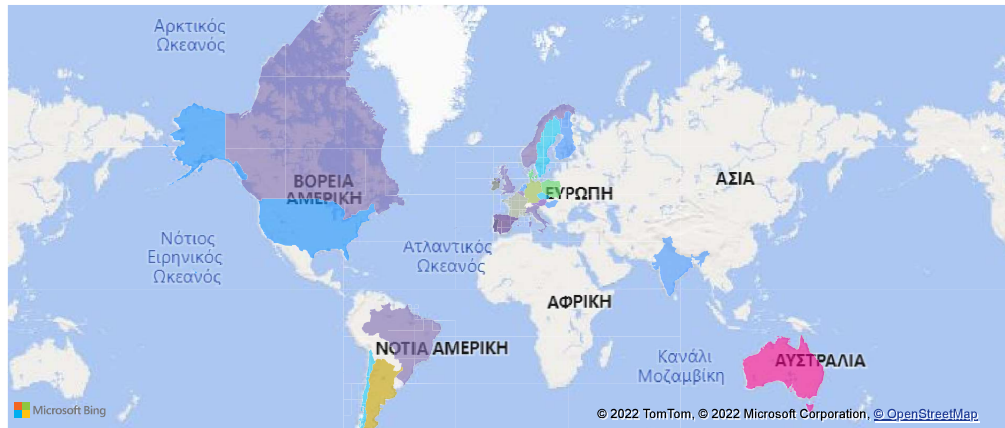 Αρκτικός
Ωκεανός
ΒΟΡΕΙΑ
ΑΜΕΡΙΚΗ
ΕΥΡΩΠΗ
ΑΣΙΑ
Νότιος
Ειρηνικός
Ωκεανός
Ατλαντικός
Ωκεανός
ΑΦΡΙΚΗ
ΝΟΤΙΑ ΑΜΕΡΙΚΗ
Κανάλι
Μοζαμβίκη
ΑΥΣΤΡΑΛΙΑ
Microsoft Bing
© 2022 TomTom, © 2022 Microsoft Corporation, © OpenStreetMap